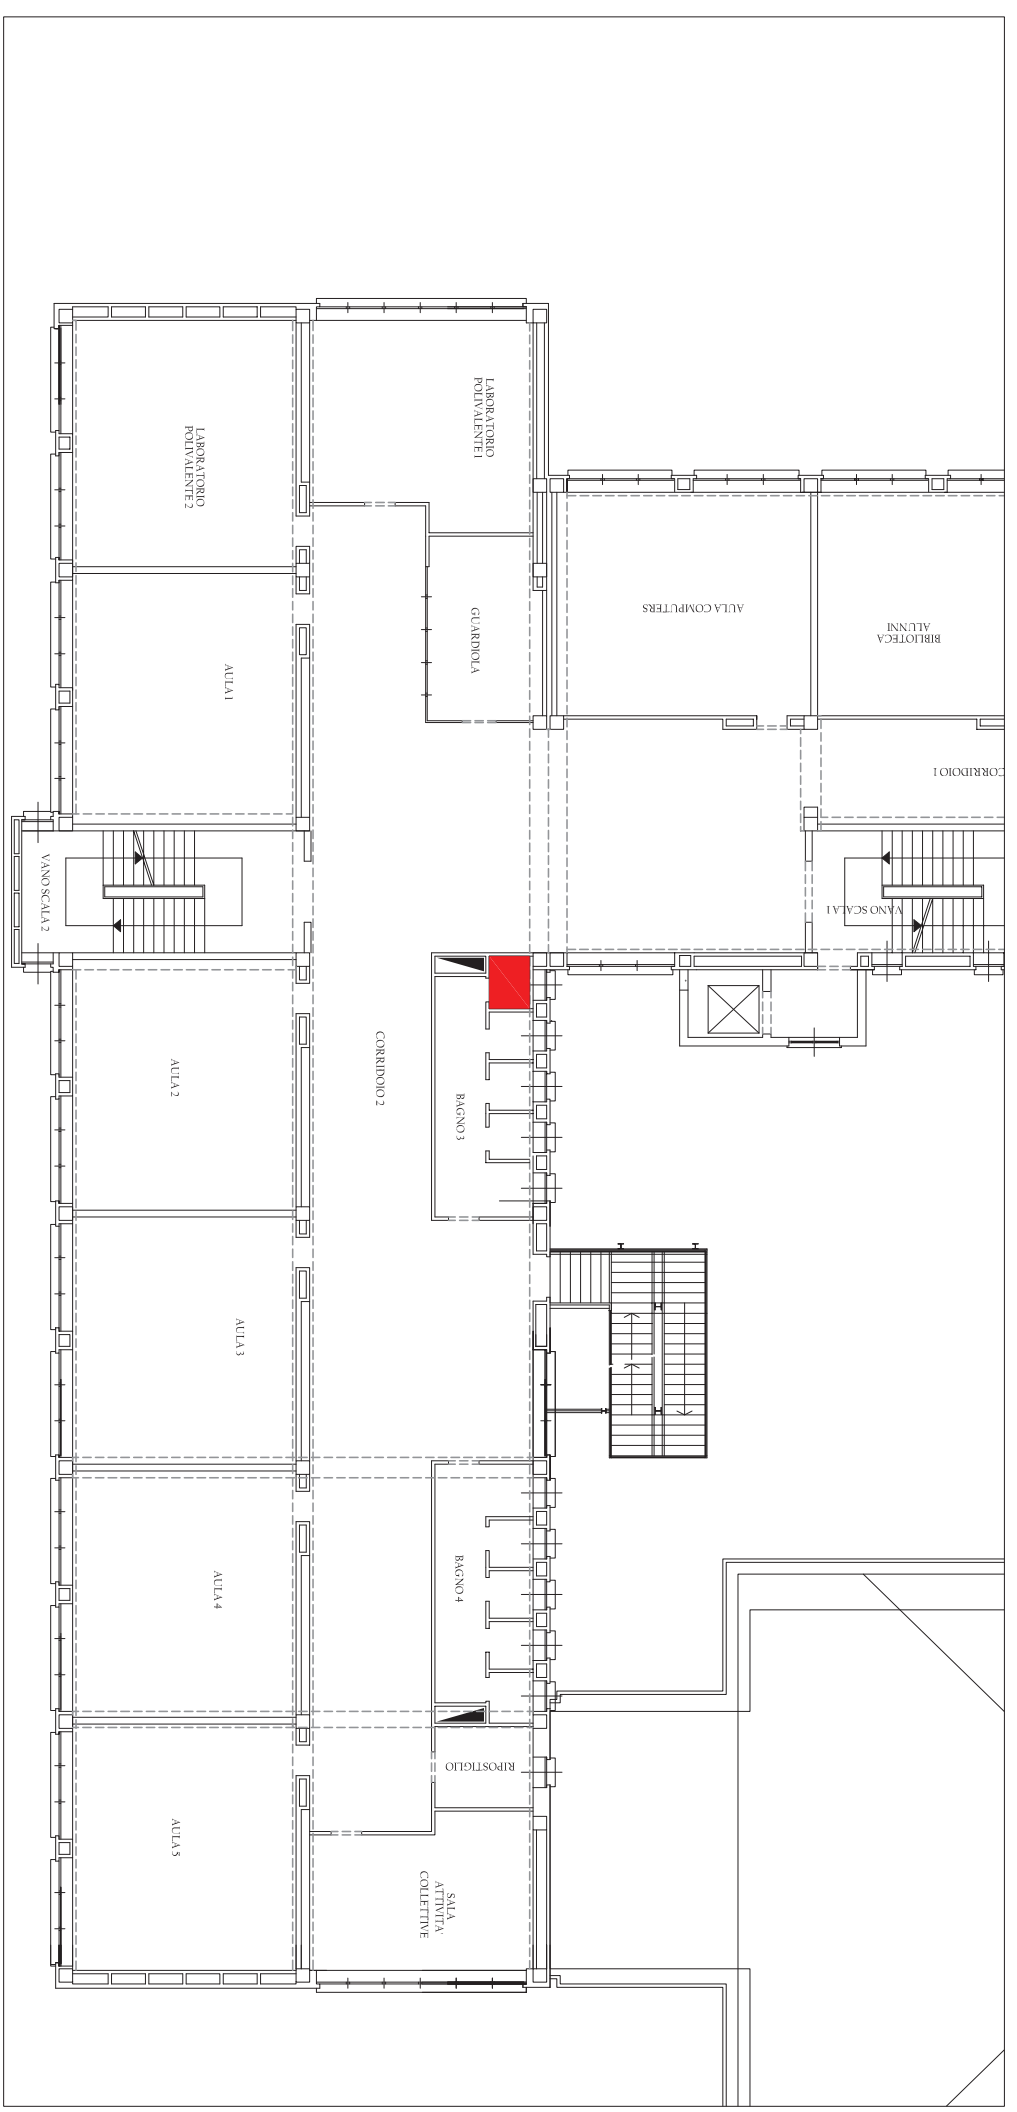 LABORATORIO
POLIVALENTE 1
LABORATORIO
POLIVALENTE 2
AULA COMPUTERS
BIBLIOTECA
ALUNNI
GUARDIOLA
AULA 1
CORRIDOIO 1
VANO SCALA 2
VANO SCALA 1
CORRIDOIO 2
AULA 2
BAGNO 3
AULA 3
AULA 4
BAGNO 4
RIPOSTIGLIO
AULA 5
SALA
ATTIVITA'
COLLETTIVE